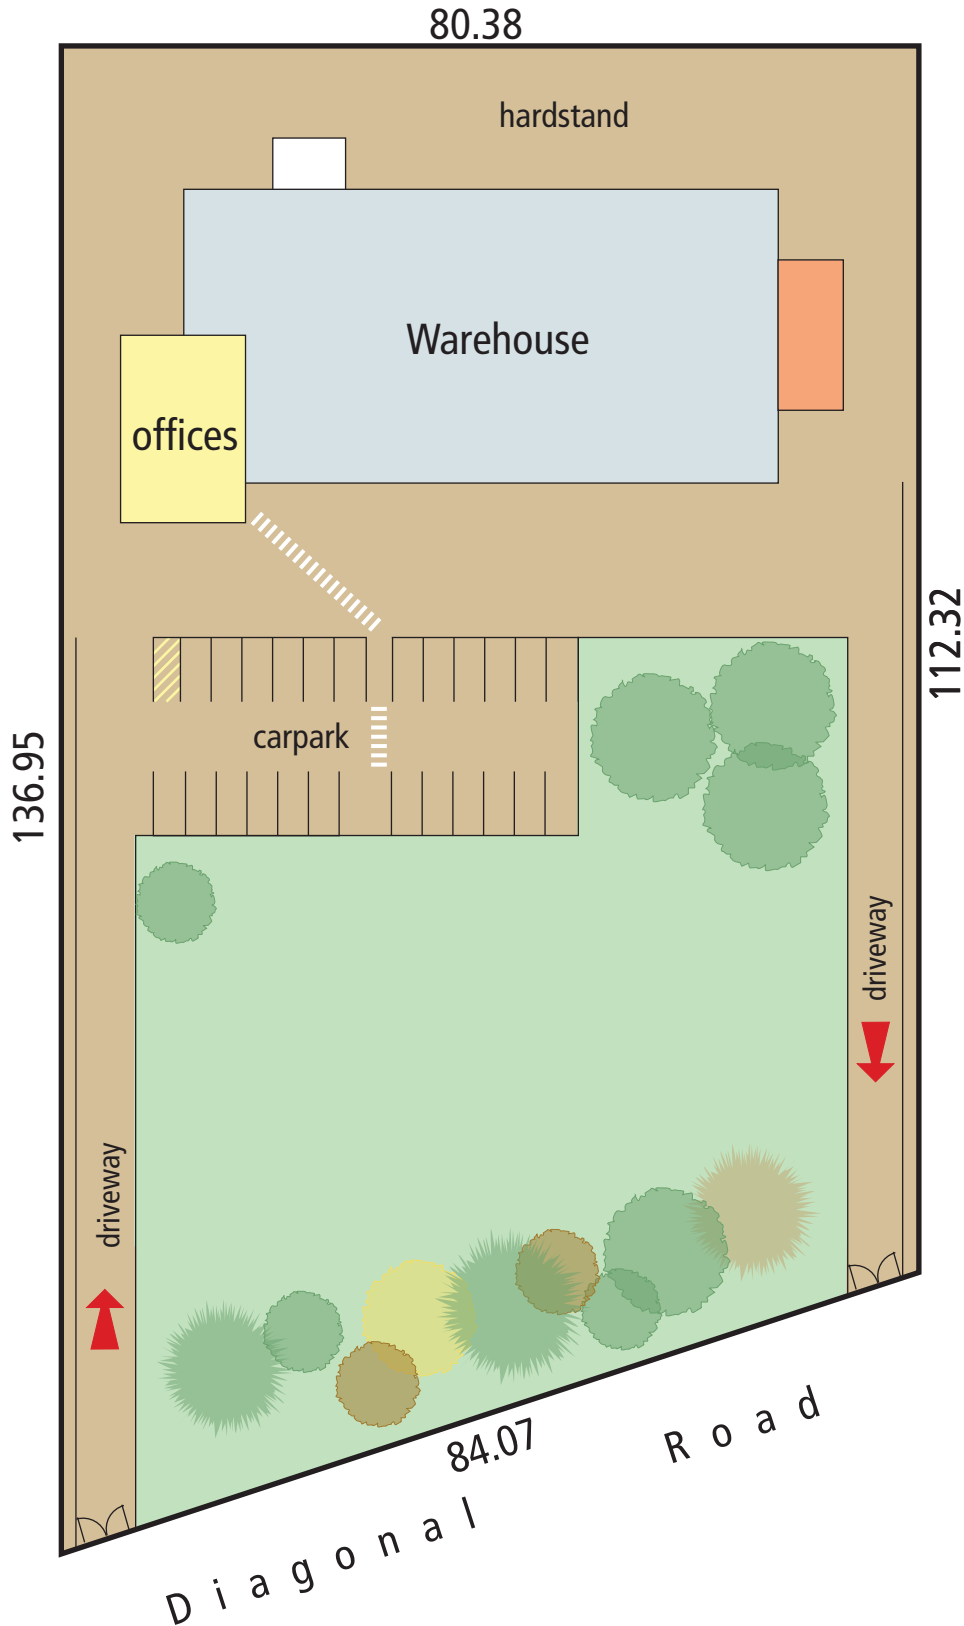 80.38
hardstand
Warehouse
offices
112.32
carpark
136.95
driveway
driveway
84.07
Diagonal Road